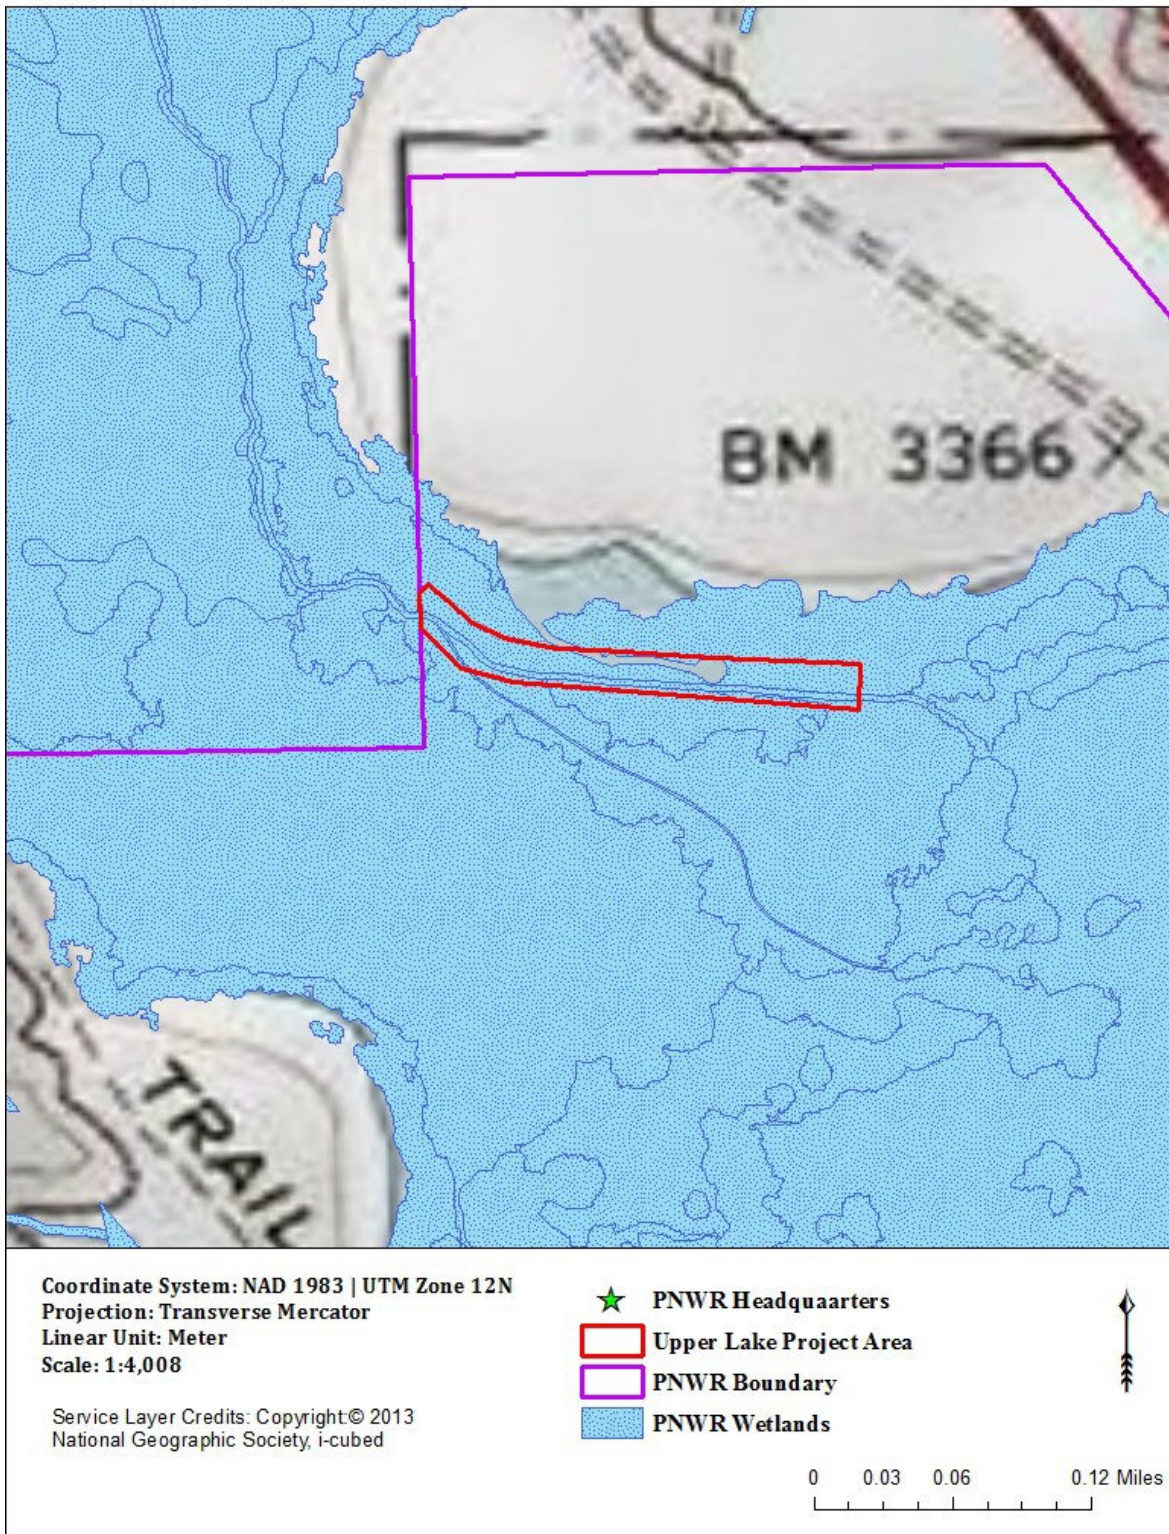 BM 3366
TRAIL
Coordinate System: NAD 1983 | UTM Zone 12N
Projection: Transverse Mercator
Linear Unit: Meter
Scale: 1:4,008
Service Layer Credits: Copyright:© 2013
National Geographic Society, i-cubed
PNWR Headquaarters
Upper Lake Project Area
PNWR Boundary
PNWR Wetlands
0 0.03 0.06 0.12 Miles